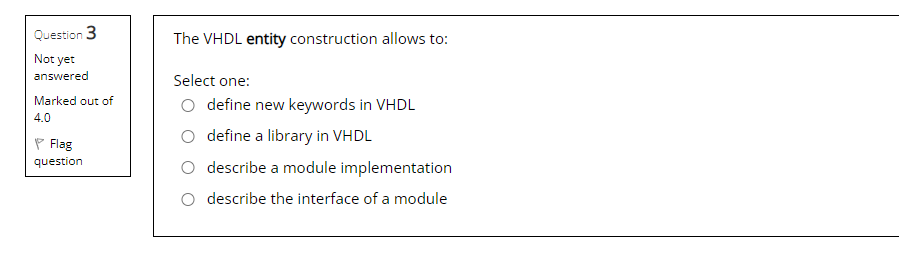 Question 3
Not yet
answered
Marked out of
4.0
Flag
question
The VHDL entity construction allows to:
Select one:
define new keywords in VHDL
define a library in VHDL
describe a module implementation
describe the interface of a module